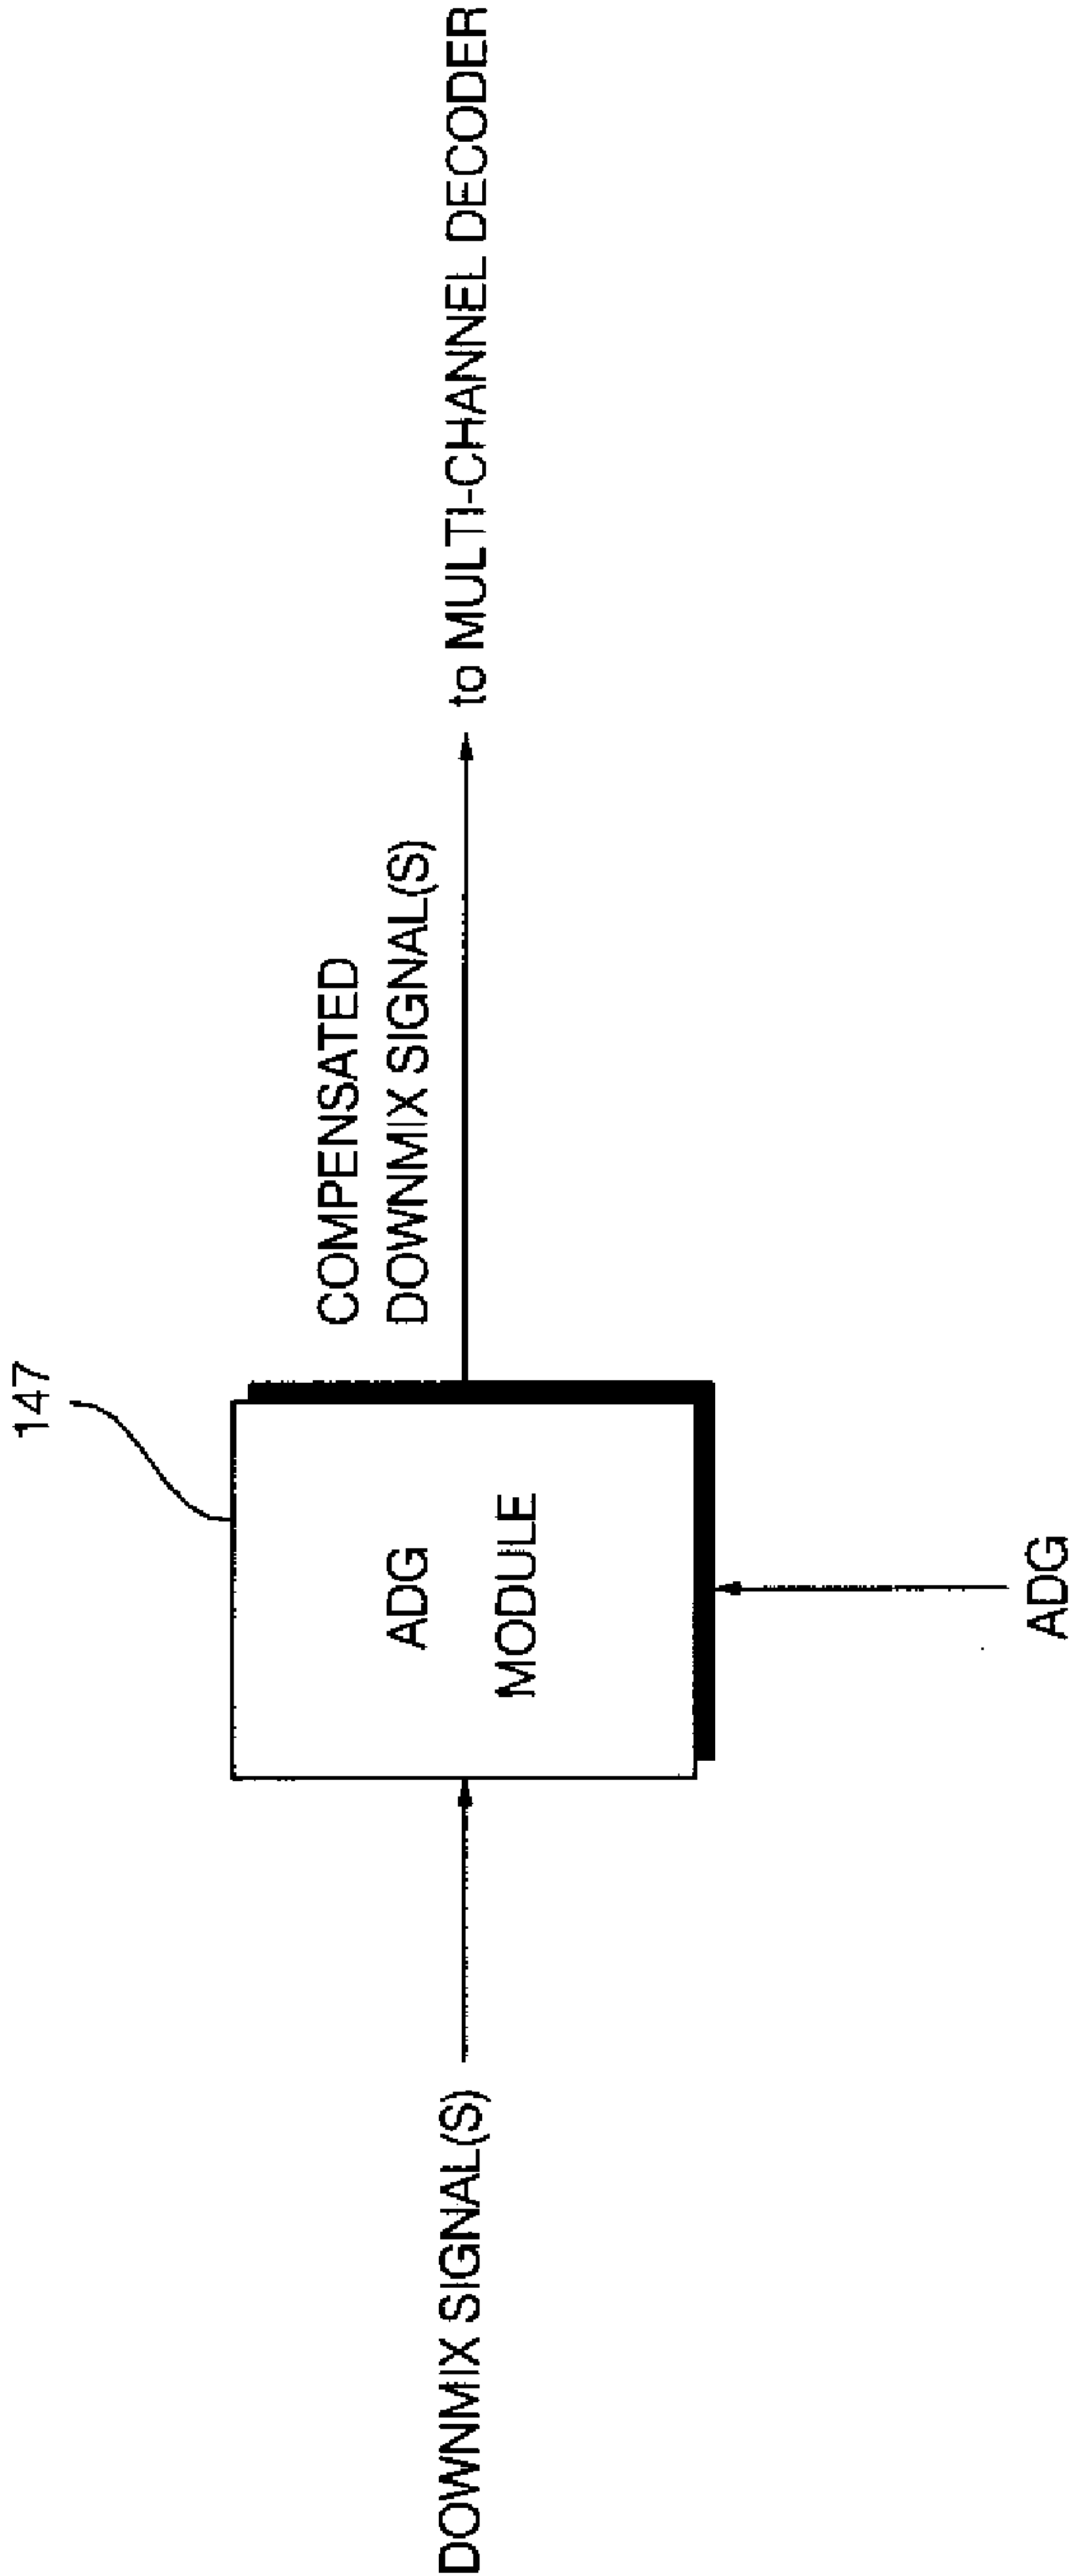 147
DOWNMIX SIGNAL(S)
ADG
MODULE
COMPENSATED
DOWNMIX SIGNAL(S)
to MULTI-CHANNEL DECODER
ADG